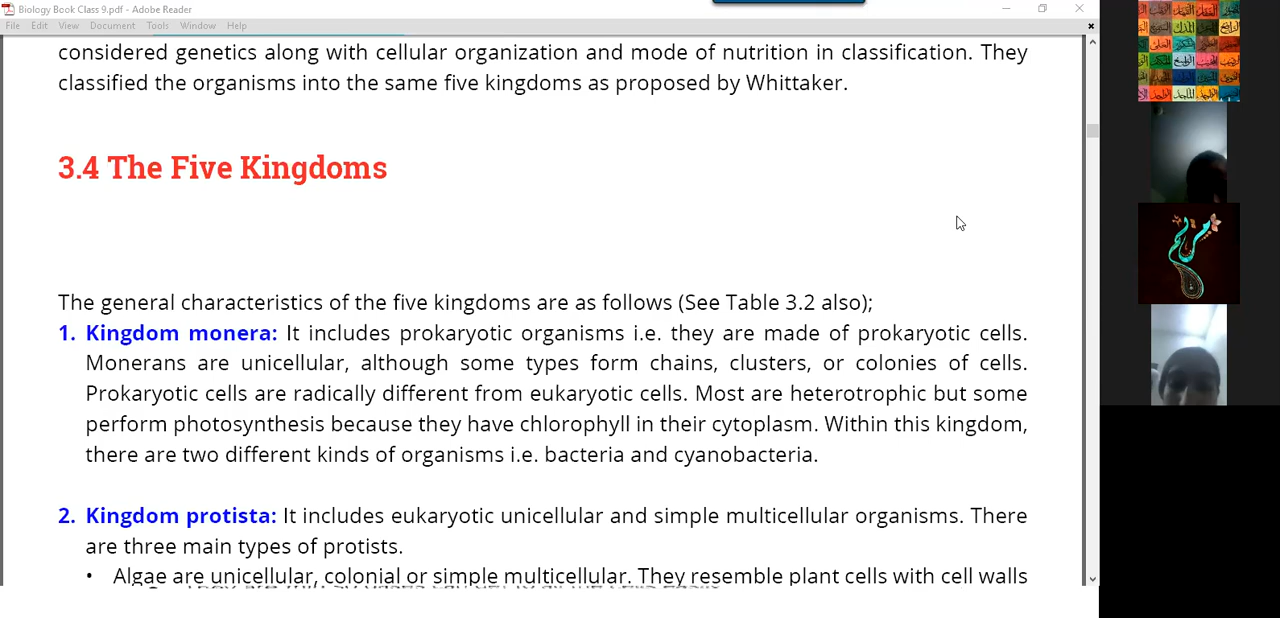 Biology Book Class 9.pdf - Adobe Reader
File Edit View Document Tools Window Help
considered genetics along with cellular organization and mode of nutrition in classification. They
classified the organisms into the same five kingdoms as proposed by Whittaker.
3.4 The Five Kingdoms
The general characteristics of the five kingdoms are as follows (See Table 3.2 also);
1. Kingdom monera: It includes prokaryotic organisms i.e. they are made of prokaryotic cells.
Monerans are unicellular, although some types form chains, clusters, or colonies of cells.
Prokaryotic cells are radically different from eukaryotic cells. Most are heterotrophic but some
perform photosynthesis because they have chlorophyll in their cytoplasm. Within this kingdom,
there are two different kinds of organisms i.e. bacteria and cyanobacteria.
2. Kingdom protista: It includes eukaryotic unicellular and simple multicellular organisms. There
are three main types of protists.
• Algae are unicellular, colonial or simple multicellular. They resemble plant cells with cell walls